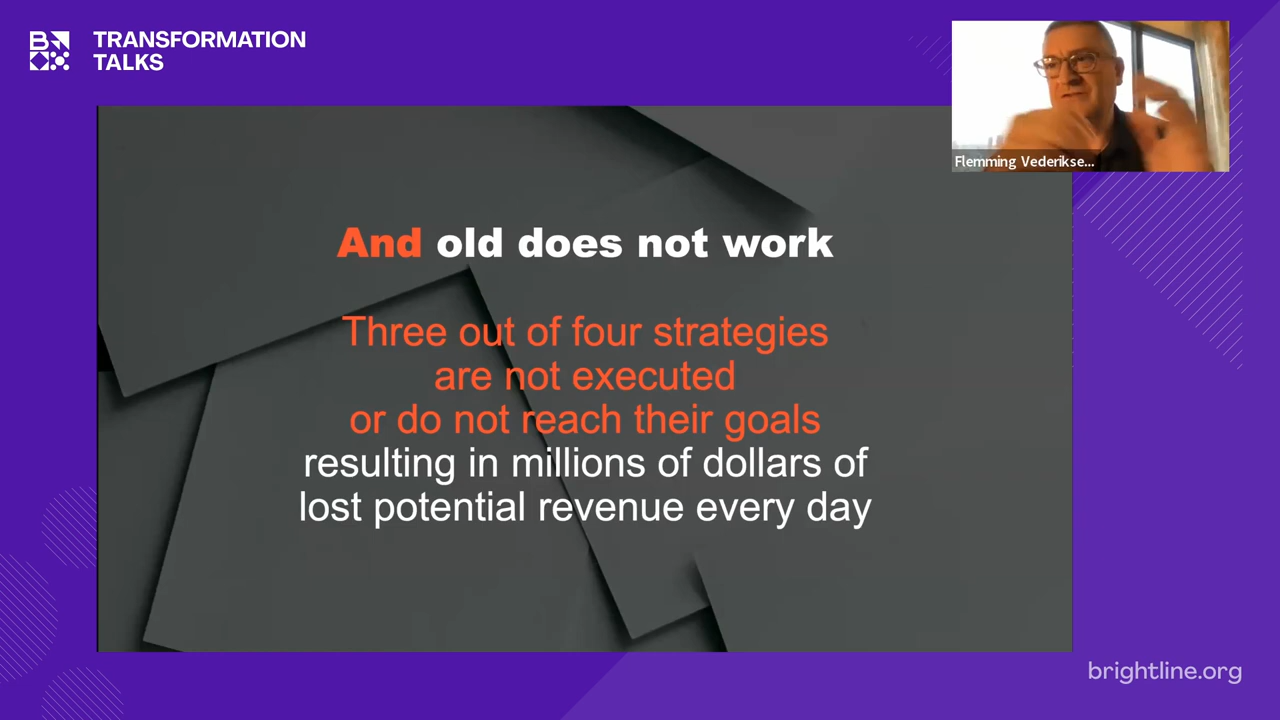 TRANSFORMATION
TALKS
Flemming Vederikse...
And old does not work
Three out of four strategies
are not executed
or do not reach their goals
resulting in millions of dollars of
lost potential revenue every day
brightline.org